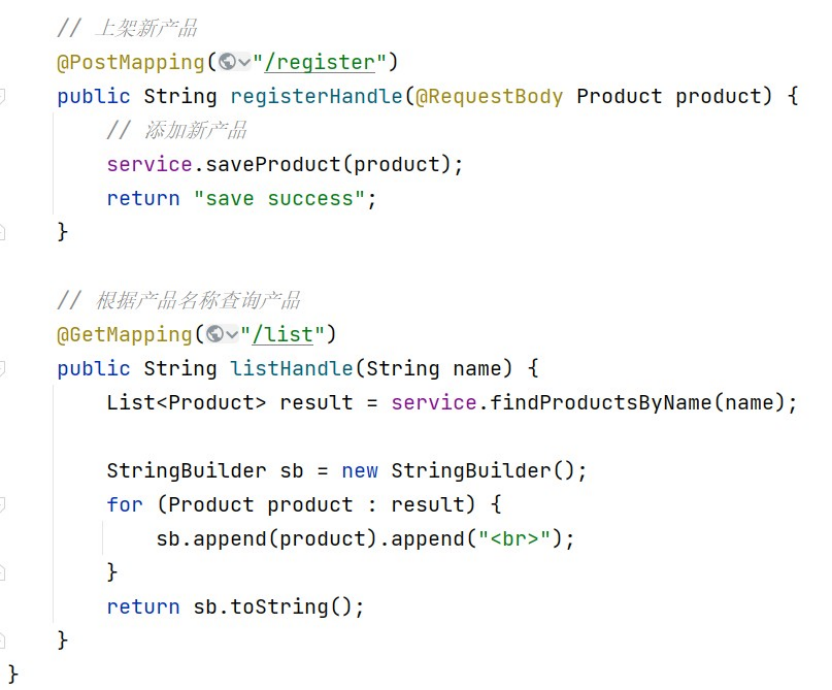 // 上架新产品
@PostMapping("/register")
public String registerHandle(@RequestBody Product product) {
// 添加新产品
service.saveProduct(product);
return "save success";
}
// 根据产品名称查询产品
@GetMapping("/list")
public String listHandle(String name) {
List<Product> result = service.findProductsByName(name);
StringBuilder sb = new StringBuilder();
for (Product product : result) {
sb.append(product).append("<br>");
}
return sb.toString();
}
}